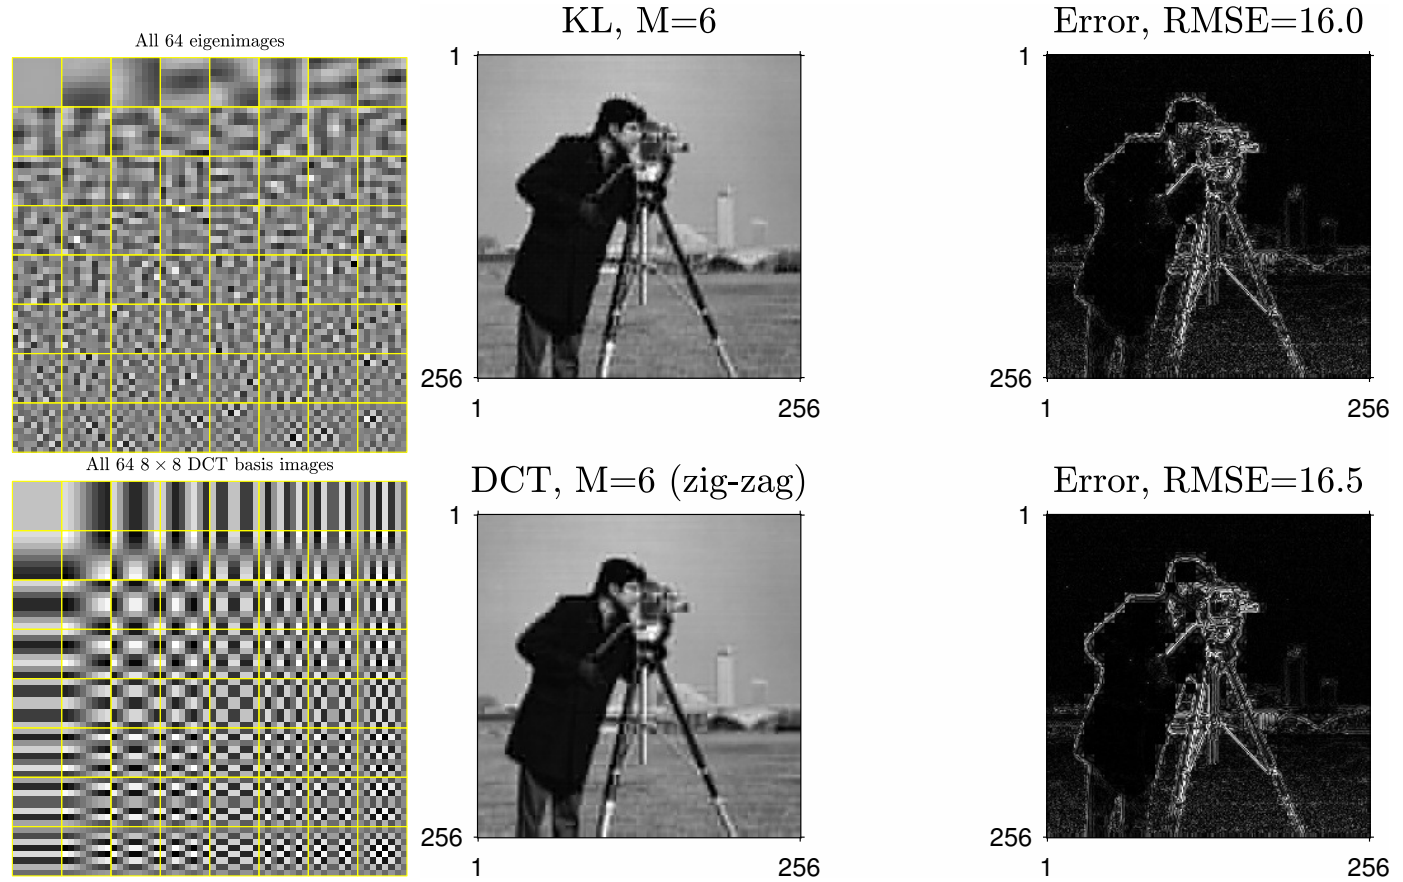 All 64 eigenimages
KL, M=6
1
256
1
256
Error, RMSE=16.0
1
256
1
256
All 64 8 × 8 DCT basis images
DCT, M=6 (zig-zag)
1
256
1
256
Error, RMSE=16.5
1
256
1
256